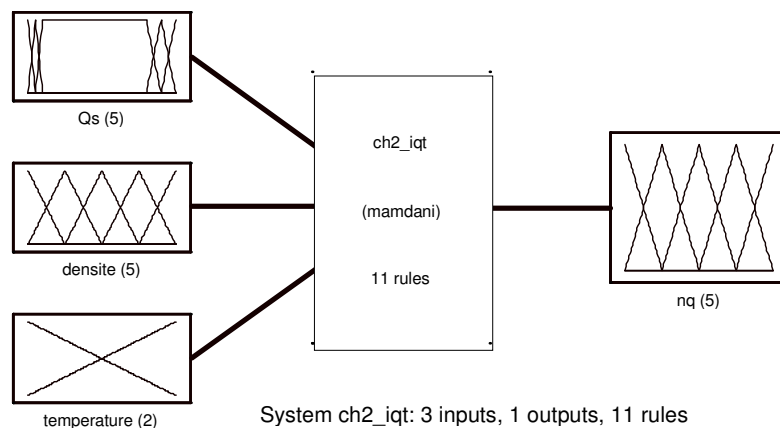 Qs (5)
densite (5)
temperature (2)
ch2_iqt
(mamdani)
11 rules
nq (5)
System ch2_iqt: 3 inputs, 1 outputs, 11 rules